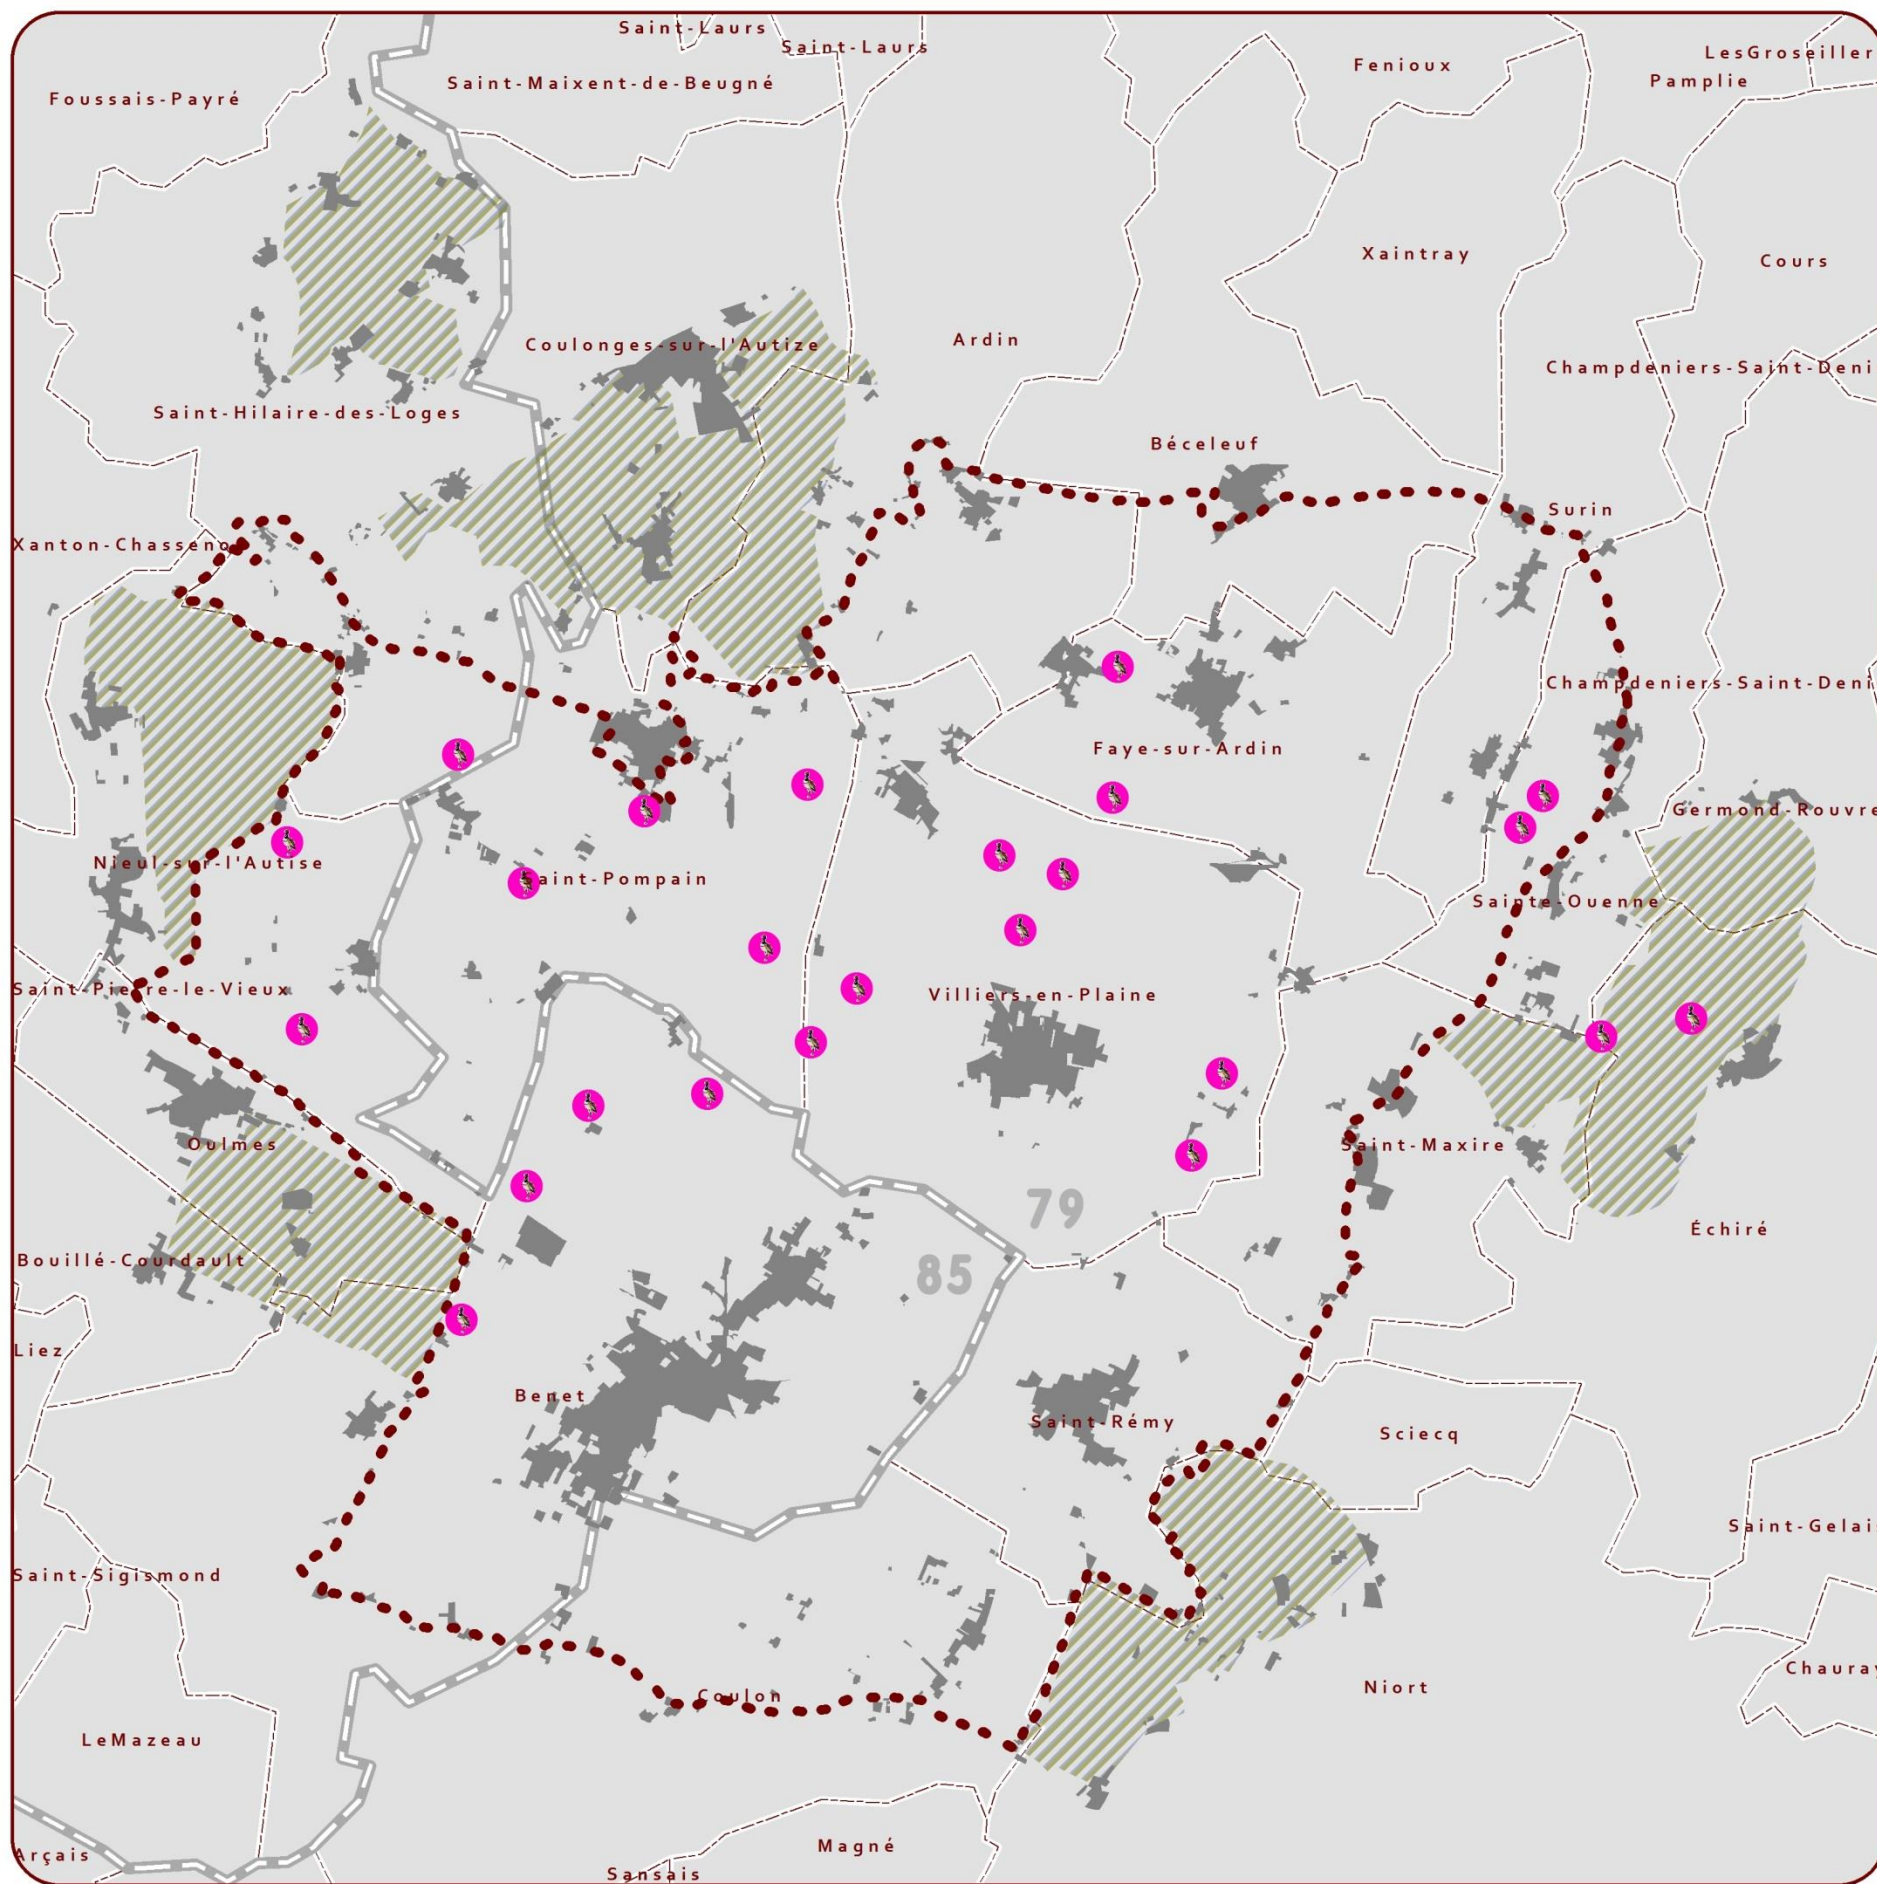 Saint-Laurs
Saint-Laurs
LesGroseiller
Fenioux
Pamplie
Saint-Maixent-de-Beugné
Foussais-Payré
Xaintray
Cours
Ardin
Coulonges-sur-l'Autize
Champdeniers-Saint-Deni
Saint-Hilaire-des-Loges
Béceleuf
Surin
Xanton-Chasseno
Champdeniers-Saint-Deni
Faye-sur-Ardin
Germond-Rouvre
Nieul-sur-l'Autise
aint-Pompain
Sainte-Ouenne
Saint-Pierre-le-Vieux
Villiers-en-Plaine
Oulmes
Saint-Maxire
79
Échiré
Bouillé-Courdault
85
Liez
Benet
Saint-Rémy
Sciecq
Saint-Gelais
Saint-Sigismond
Chauray
Niort
Coulon
LeMazeau
Magné
Arçais
Sansais